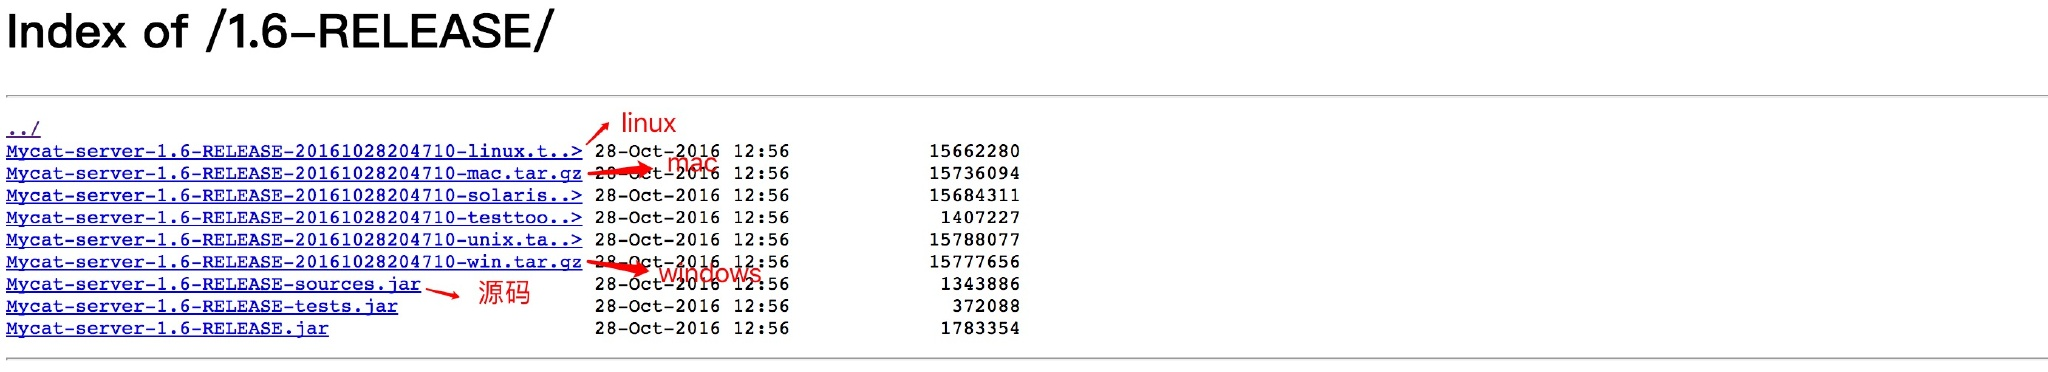 Index of /1.6-RELEASE/
../
linux
Mycat-server-1.6-RELEASE-20161028204710-linux.t..> 28-Oct-2016 12:56 15662280
mac
Mycat-server-1.6-RELEASE-20161028204710-mac.tar.gz 28-Oct-2016 12:56 15736094
Mycat-server-1.6-RELEASE-20161028204710-solaris..> 28-Oct-2016 12:56 15684311
Mycat-server-1.6-RELEASE-20161028204710-testtoo..> 28-Oct-2016 12:56 1407227
Mycat-server-1.6-RELEASE-20161028204710-unix.ta..> 28-Oct-2016 12:56 15788077
Mycat-server-1.6-RELEASE-20161028204710-win.tar.gz 28-Oct-2016 12:56 15777656
windows
Mycat-server-1.6-RELEASE-sources.jar 28-Oct-2016 12:56 1343886
源码
Mycat-server-1.6-RELEASE-tests.jar 28-Oct-2016 12:56 372088
Mycat-server-1.6-RELEASE.jar 28-Oct-2016 12:56 1783354